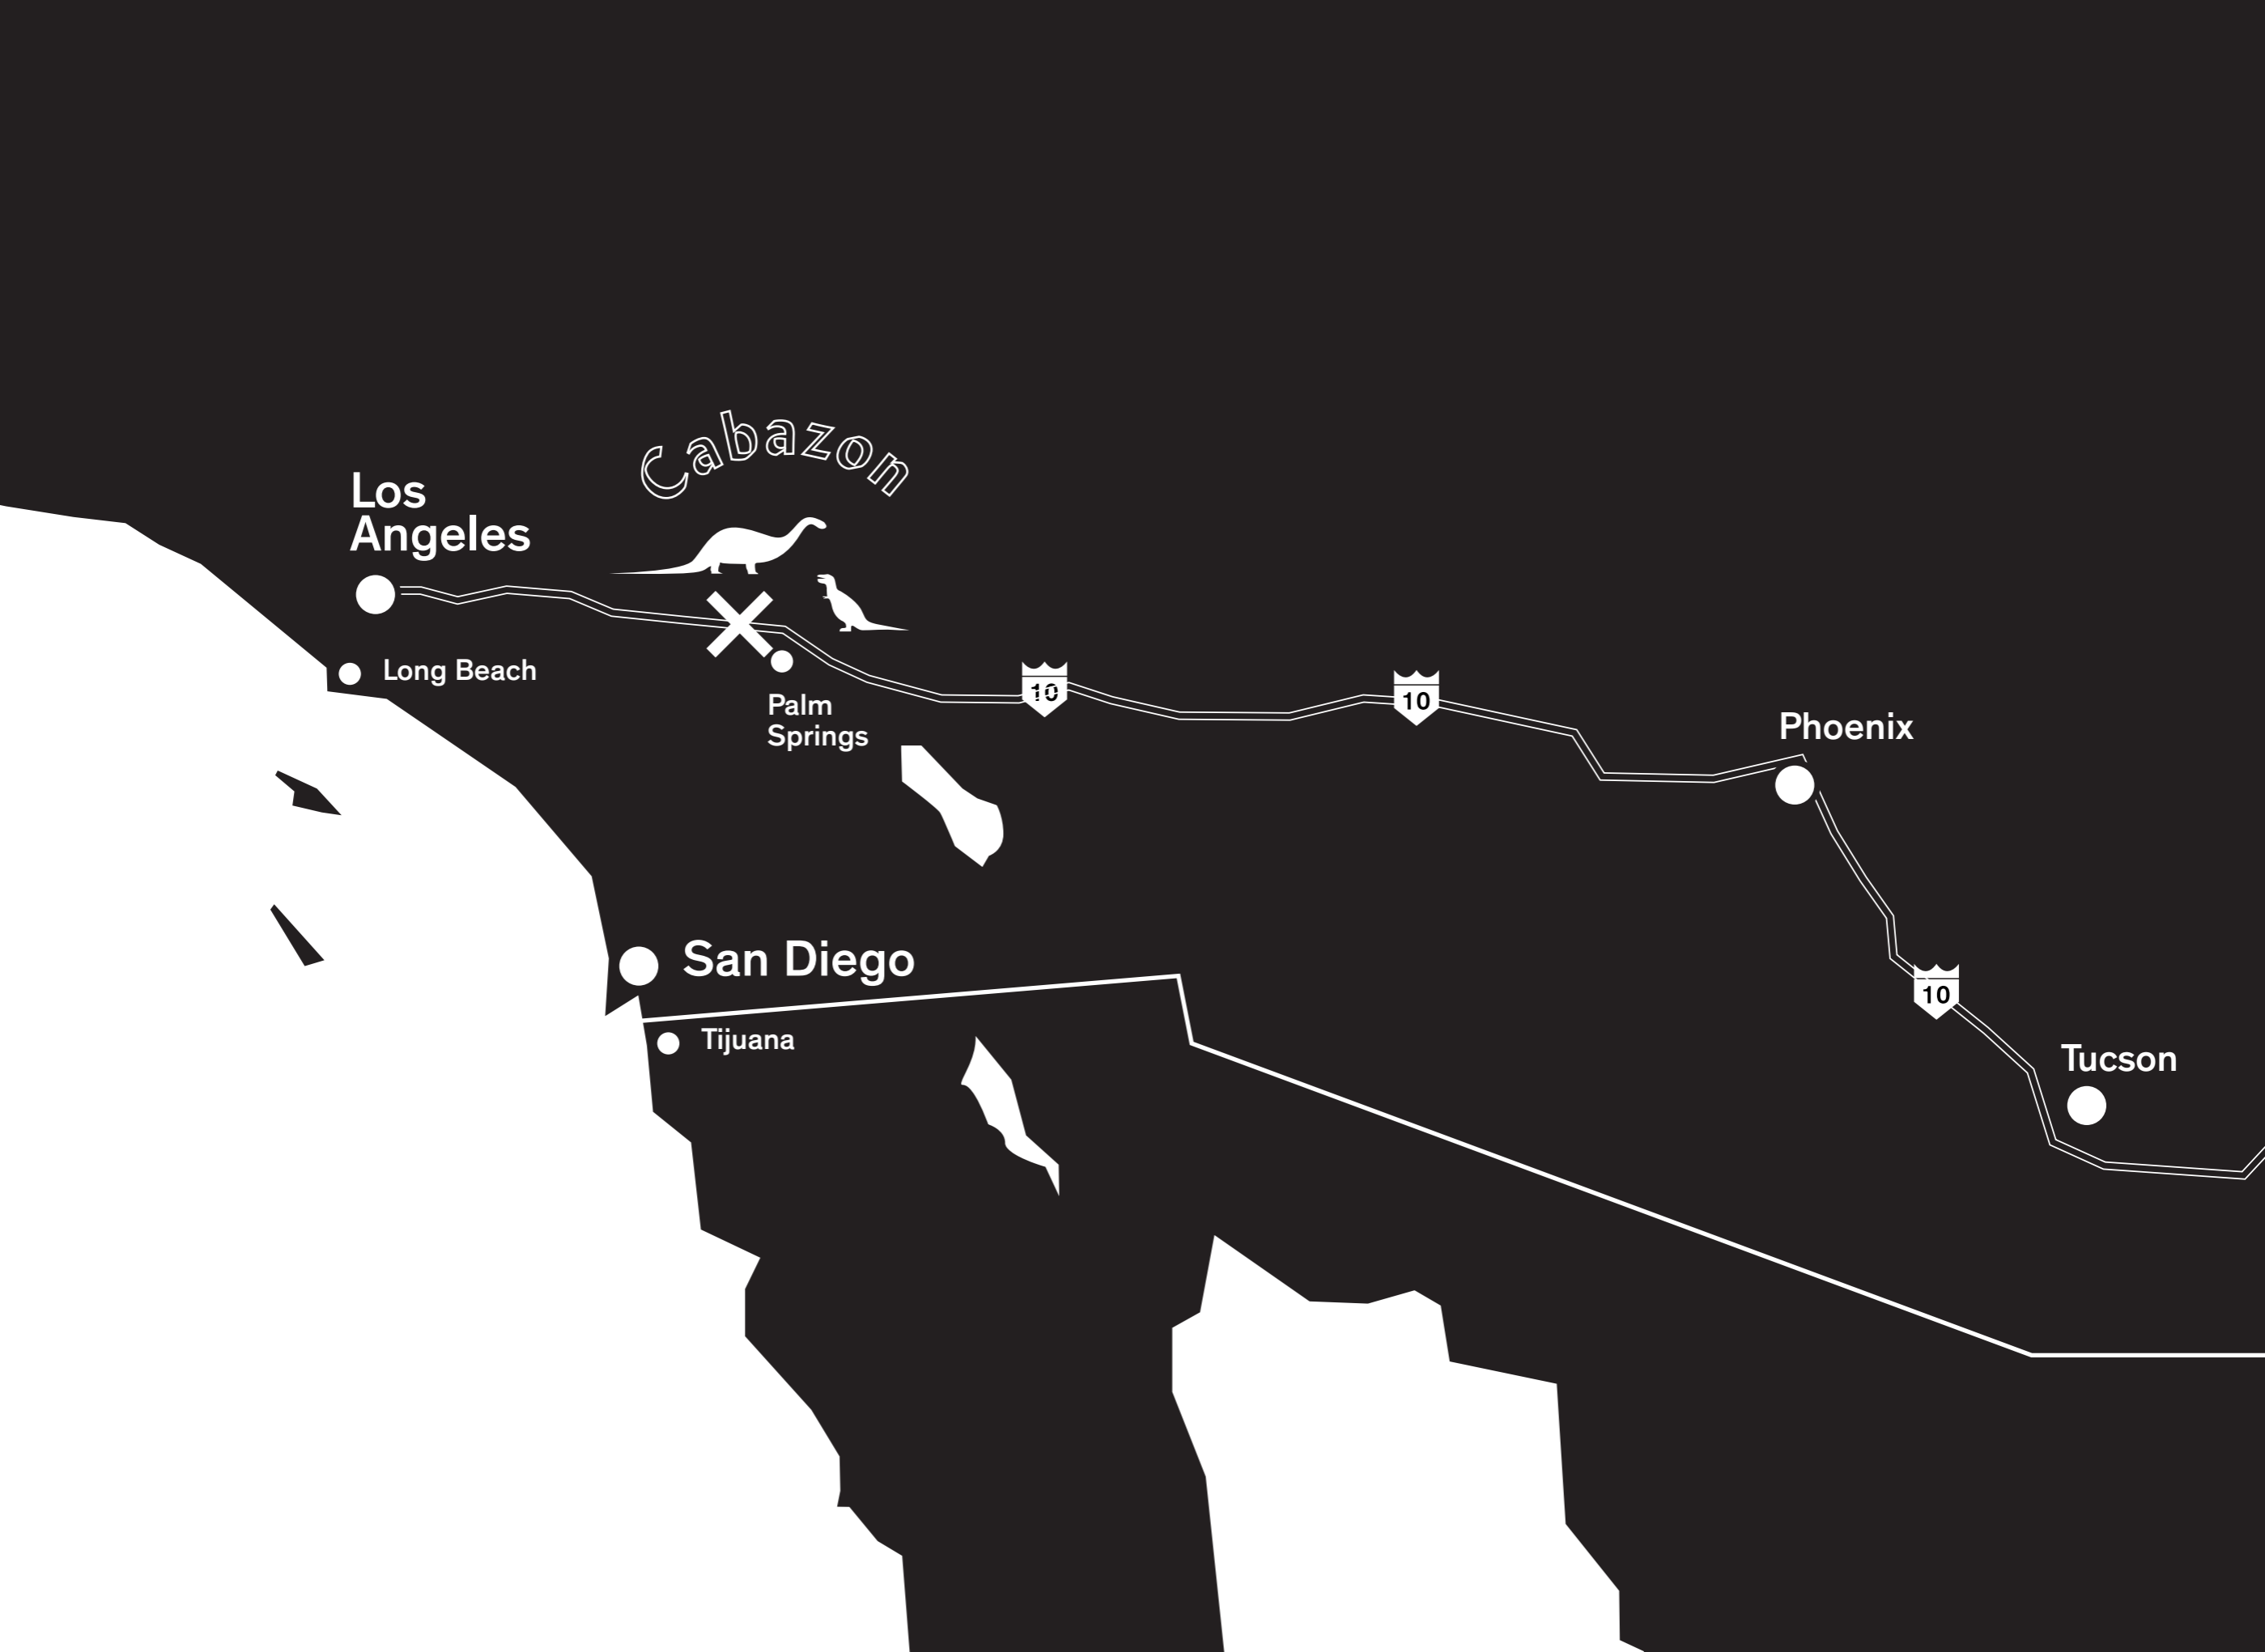 Cabazon
Los
Angeles
Long Beach
Palm
Springs
10
10
Phoenix
San Diego
10
Tijuana
Tucson